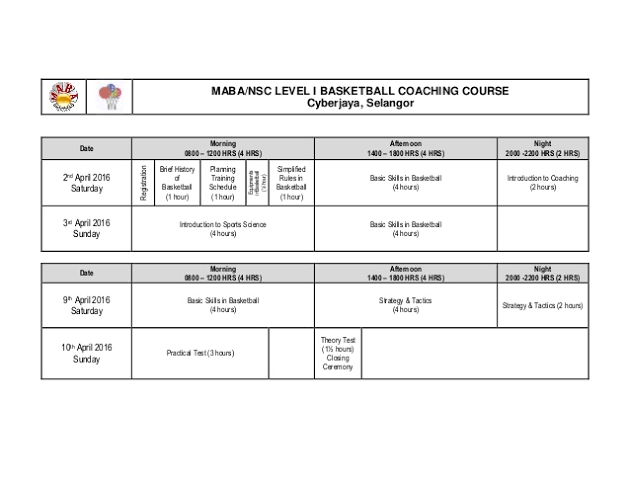 MABA/NSC LEVEL I BASKETBALL COACHING COURSE
Cyberjaya, Selangor
Date
Morning
0800 – 1200 HRS (4 HRS)
Afternoon
1400 – 1800 HRS (4 HRS)
Night
2000 -2200 HRS (2 HRS)
2nd April 2016
Saturday
Registration
Brief History
of
Basketball
(1 hour)
Planning
Training
Schedule
(1 hour)
Equipments
in Basketball
Simplified
Rules in
Basketball
(1 hour)
Basic Skills in Basketball
(4 hours)
Introduction to Coaching
(2 hours)
3rd April 2016
Sunday
Introduction to Sports Science
(4 hours)
Basic Skills in Basketball
(4 hours)
Date
Morning
0800 – 1200 HRS (4 HRS)
Afternoon
1400 – 1800 HRS (4 HRS)
Night
2000 -2200 HRS (2 HRS)
9th April 2016
Saturday
Basic Skills in Basketball
(4 hours)
Strategy & Tactics
(4 hours)
Strategy & Tactics (2 hours)
10th April 2016
Sunday
Practical Test (3 hours)
Theory Test
(1½ hours)
Closing
Ceremony